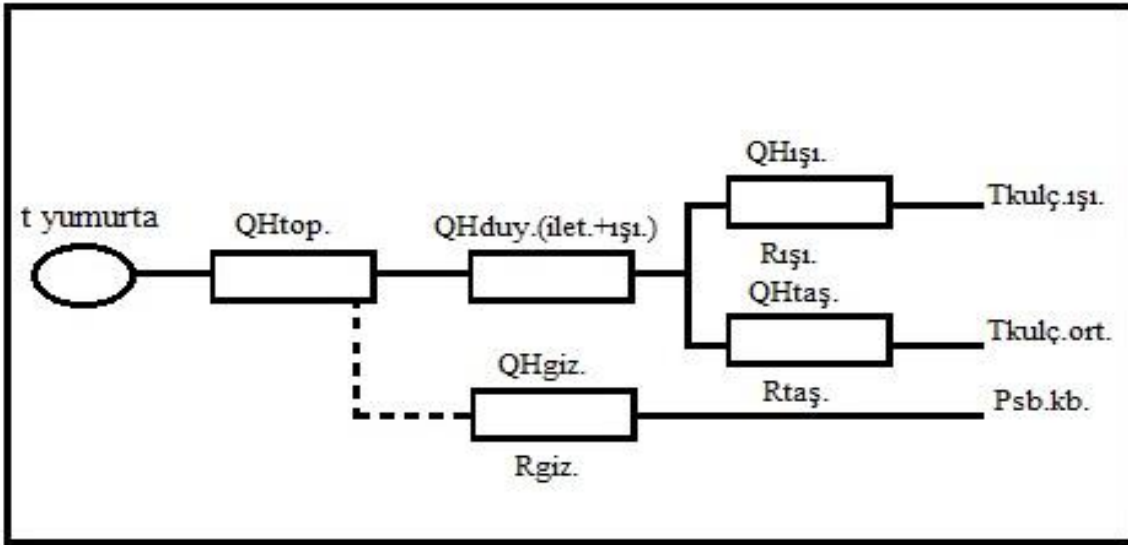 t yumurta
QHtop.
QHduy.(ilet.+ışı.)
QHışı.
Rışı.
Tkulç.ışı.
QHtaş.
Rtaş.
Tkulç.ort.
QHgiz.
Rgiz.
Psb.kb.